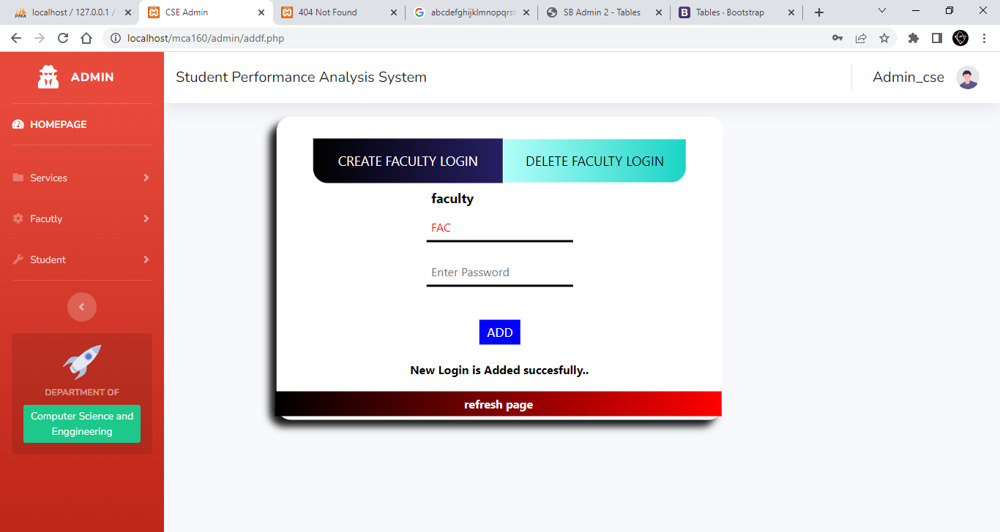 localhost / 127.0.0.1 /
CSE Admin
404 Not Found
abcdefghijklmnopqrst
SB Admin 2 - Tables
Tables · Bootstrap
localhost/mca160/admin/addf.php
ADMIN
Student Performance Analysis System
Admin_cse
HOMEPAGE
Services
Facutly
Student
DEPARTMENT OF
Computer Science and
Enggineering
CREATE FACULTY LOGIN
DELETE FACULTY LOGIN
faculty
FAC
Enter Password
ADD
New Login is Added succesfully..
refresh page